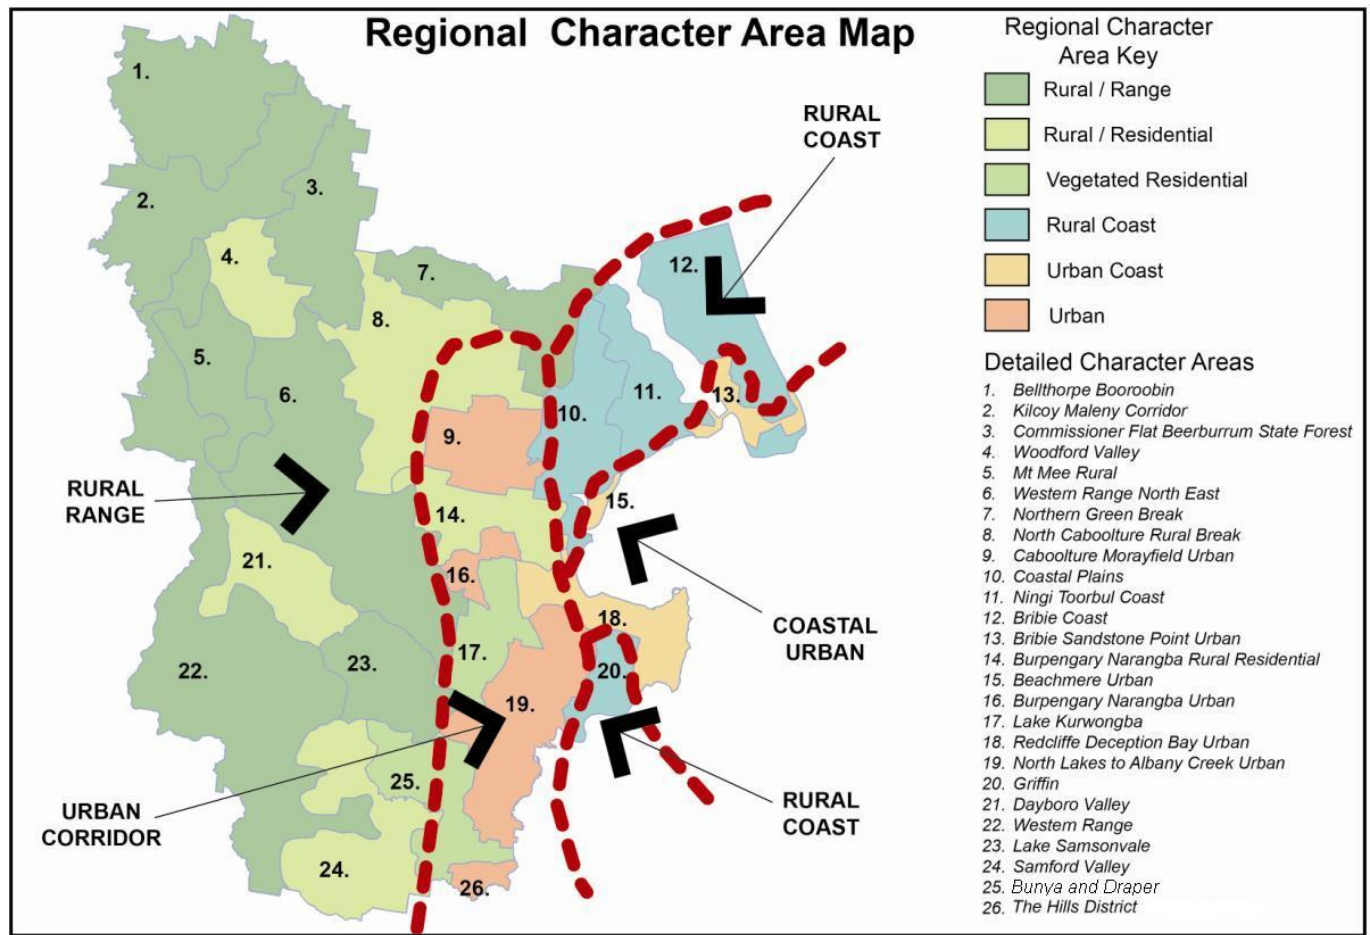 Regional Character Area Map
Regional Character
Area Key
Rural / Range
Rural / Residential
Vegetated Residential
Rural Coast
Urban Coast
Urban
Detailed Character Areas
1. Bellthorpe Booroobin
2. Kilcoy Maleny Corridor
3. Commissioner Flat Beerburrum State Forest
4. Woodford Valley
5. Mt Mee Rural
6. Western Range North East
7. Northern Green Break
8. North Caboolture Rural Break
9. Caboolture Morayfield Urban
10. Coastal Plains
11. Ningi Toorbul Coast
12. Bribie Coast
13. Bribie Sandstone Point Urban
14. Burpengary Narangba Rural Residential
15. Beachmere Urban
16. Burpengary Narangba Urban
17. Lake Kurwongba
18. Redcliffe Deception Bay Urban
19. North Lakes to Albany Creek Urban
20. Griffin
21. Dayboro Valley
22. Western Range
23. Lake Samsonvale
24. Samford Valley
25. Bunya and Draper
26. The Hills District
RURAL
COAST
RURAL
RANGE
COASTAL
URBAN
URBAN
CORRIDOR
RURAL
COAST
1.
2.
3.
4.
5.
6.
7.
8.
9.
10.
11.
12.
13.
14.
15.
16.
17.
18.
19.
20.
21.
22.
23.
24.
25.
26.